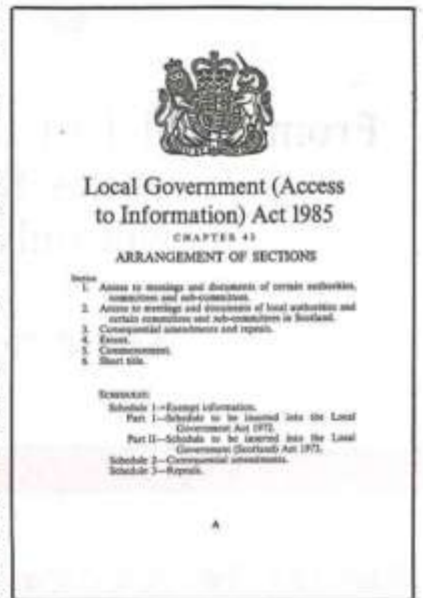 Local Government (Access
to Information) Act 1985
CHAPTER 43
ARRANGEMENT OF SECTIONS
Section
1. Access to meetings and documents of certain authorities,
committees and sub-committees.
2. Access to meetings and documents of local authorities and
certain committees and sub-committees in Scotland.
3. Consequential amendments and repeals.
4. Extent.
5. Commencement.
6. Short title.
SCHEDULES:
Schedule 1—Exempt information.
Part I—Schedule to be inserted into the Local
Government Act 1972.
Part II—Schedule to be inserted into the Local
Government (Scotland) Act 1973.
Schedule 2—Consequential amendments.
Schedule 3—Repeals.
A